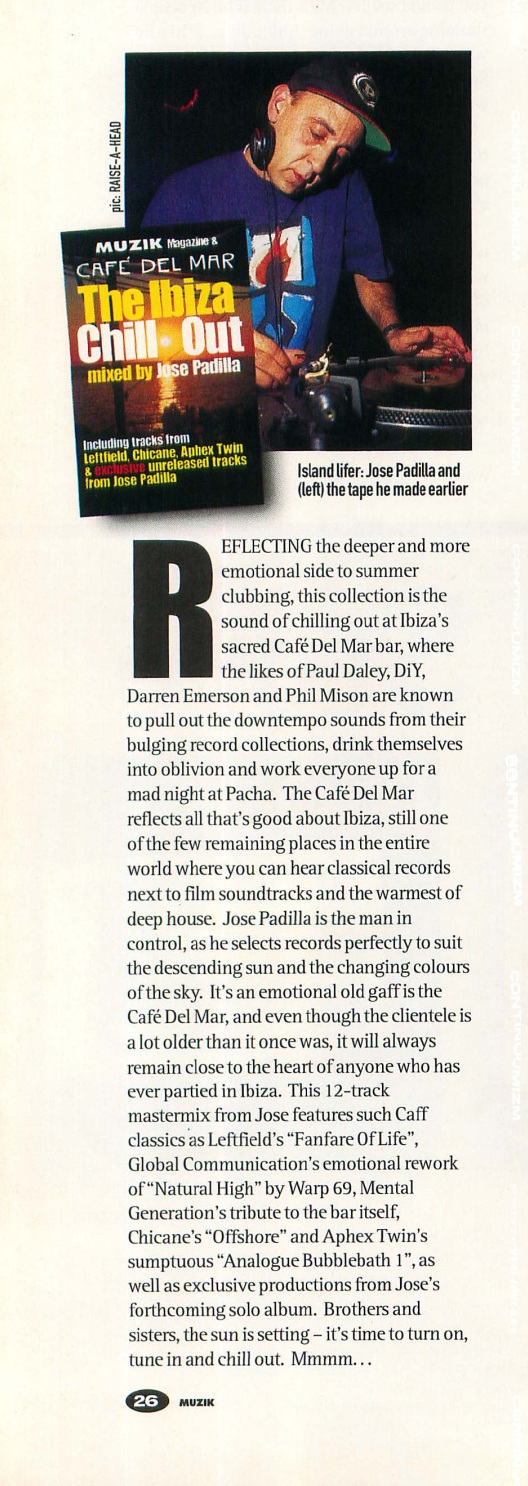 pic: RAISE-A-HEAD
MUZIK Magazine &
CAFÉ DEL MAR
The Ibiza
Chill • Out
mixed by Jose Padilla
Including tracks from
Leftfield, Chicane, Aphex Twin
& exclusive unreleased tracks
from Jose Padilla
Island lifer: Jose Padilla and
(left) the tape he made earlier
REFLECTING the deeper and more
emotional side to summer
clubbing, this collection is the
sound of chilling out at Ibiza's
sacred Café Del Mar bar, where
the likes of Paul Daley, DiY,
Darren Emerson and Phil Mison are known
to pull out the downtempo sounds from their
bulging record collections, drink themselves
into oblivion and work everyone up for a
mad night at Pacha. The Café Del Mar
reflects all that's good about Ibiza, still one
of the few remaining places in the entire
world where you can hear classical records
next to film soundtracks and the warmest of
deep house. Jose Padilla is the man in
control, as he selects records perfectly to suit
the descending sun and the changing colours
of the sky. It's an emotional old gaff is the
Café Del Mar, and even though the clientele is
a lot older than it once was, it will always
remain close to the heart of anyone who has
ever partied in Ibiza. This 12-track
mastermix from Jose features such Caff
classics as Leftfield's "Fanfare Of Life",
Global Communication's emotional rework
of "Natural High" by Warp 69, Mental
Generation's tribute to the bar itself,
Chicane's "Offshore" and Aphex Twin's
sumptuous "Analogue Bubblebath 1", as
well as exclusive productions from Jose's
forthcoming solo album. Brothers and
sisters, the sun is setting – it's time to turn on,
tune in and chill out. Mmmm...
26 MUZIK